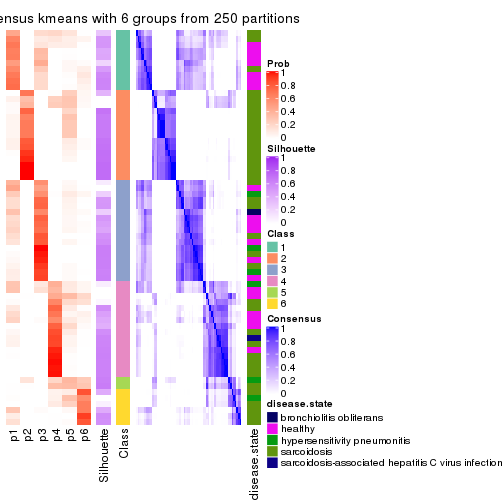 ensus kmeans with 6 groups from 250 partitions
Prob
1
0.8
0.6
0.4
0.2
0
Silhouette
1
0.8
0.6
0.4
0.2
0
Class
1
2
3
4
5
6
Consensus
1
0.8
0.6
0.4
0.2
0
disease.state
bronchiolitis obliterans
healthy
hypersensitivity pneumonitis
sarcoidosis
sarcoidosis-associated hepatitis C virus infection
p1
p2
p3
p4
p5
p6
Silhouette
Class
disease.state